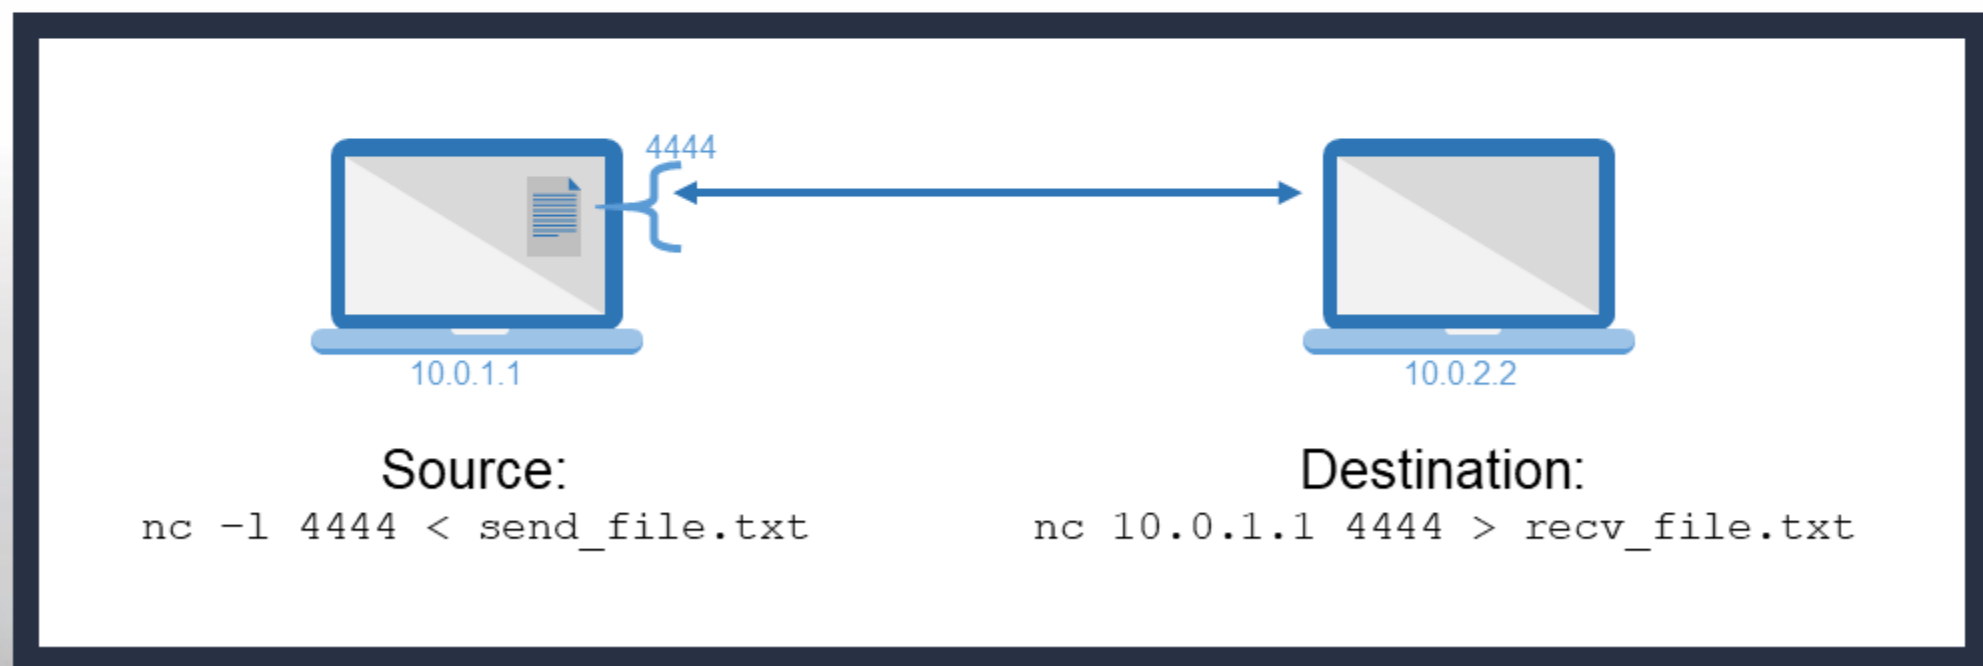 4444
10.0.1.1
10.0.2.2
Source:
nc -l 4444 < send_file.txt
Destination:
nc 10.0.1.1 4444 > recv_file.txt